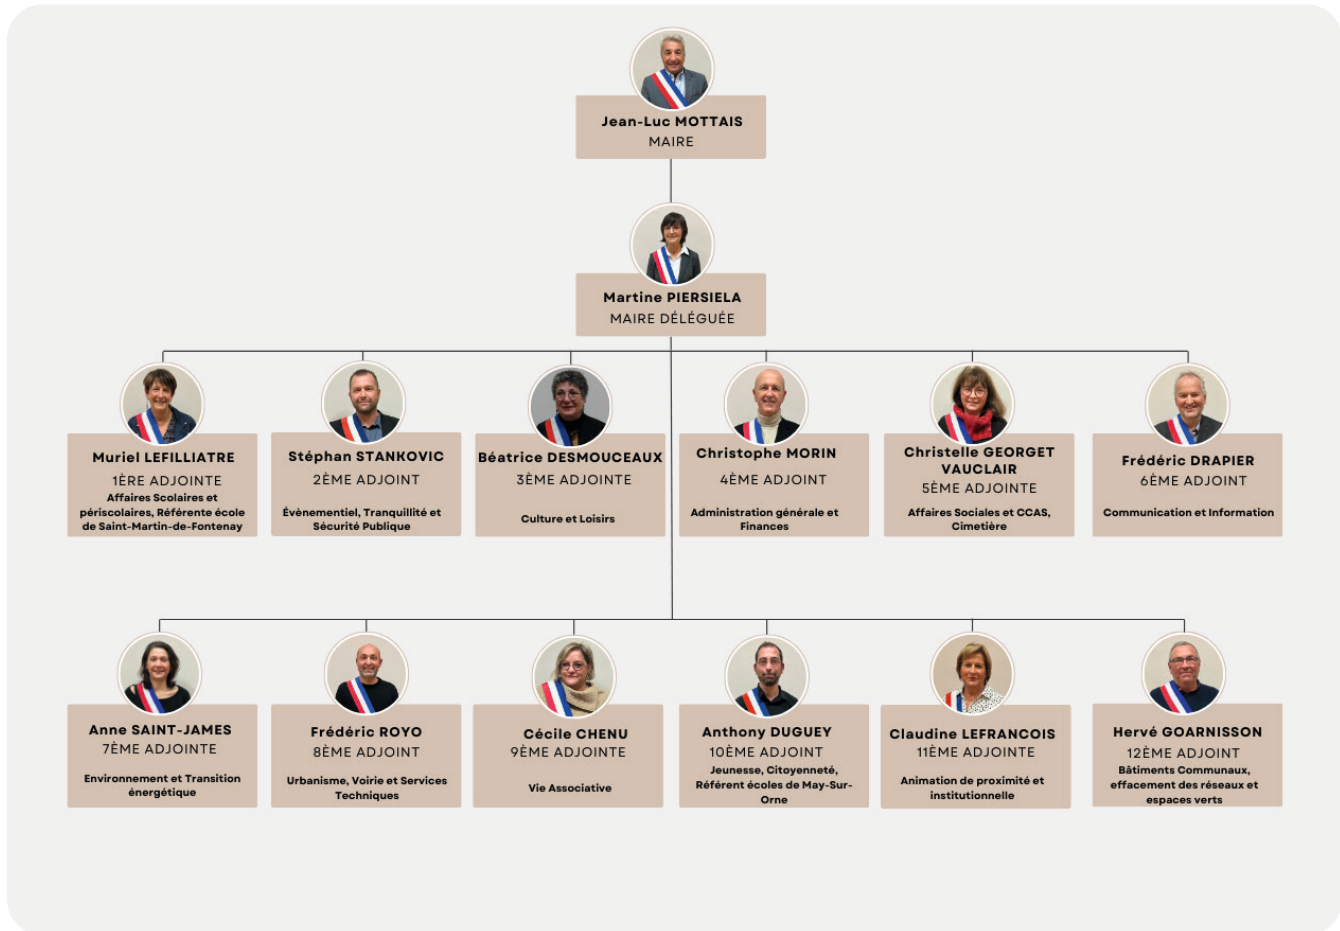 Jean-Luc MOTTAIS
MAIRE
Martine PIERSIELA
MAIRE DÉLÉGUÉE
Muriel LEFILLIATRE
1ÈRE ADJOINTE
Affaires Scolaires et
périscolaires, Référente école
de Saint-Martin-de-Fontenay
Stéphan STANKOVIC
2ÈME ADJOINT
Évènementiel, Tranquillité et
Sécurité Publique
Béatrice DESMOUCEAUX
3ÈME ADJOINTE
Culture et Loisirs
Christophe MORIN
4ÈME ADJOINT
Administration générale et
Finances
Christelle GEORGET
VAUCLAIR
5ÈME ADJOINTE
Affaires Sociales et CCAS,
Cimetière
Frédéric DRAPIER
6ÈME ADJOINT
Communication et Information
Anne SAINT-JAMES
7ÈME ADJOINTE
Environnement et Transition
énergétique
Frédéric ROYO
8ÈME ADJOINT
Urbanisme, Voirie et Services
Techniques
Cécile CHENU
9ÈME ADJOINTE
Vie Associative
Anthony DUGUEY
10ÈME ADJOINT
Jeunesse, Citoyenneté,
Référent écoles de May-Sur-
Orne
Claudine LEFRANCOIS
11ÈME ADJOINTE
Animation de proximité et
institutionnelle
Hervé GOARNISSON
12ÈME ADJOINT
Bâtiments Communaux,
effacement des réseaux et
espaces verts